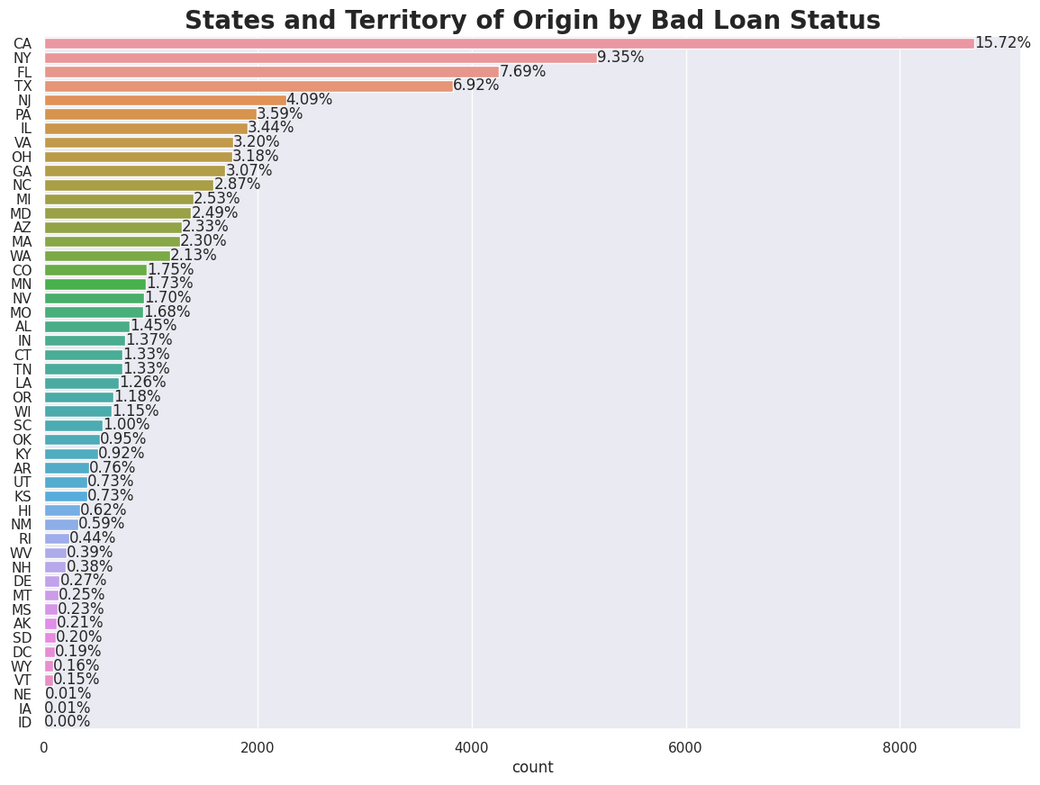 States and Territory of Origin by Bad Loan Status
CA 15.72%
NY 9.35%
FL 7.69%
TX 6.92%
NJ 4.09%
PA 3.59%
IL 3.44%
VA 3.20%
OH 3.18%
GA 3.07%
NC 2.87%
MI 2.53%
MD 2.49%
AZ 2.33%
MA 2.30%
WA 2.13%
CO 1.75%
MN 1.73%
NV 1.70%
MO 1.68%
AL 1.45%
IN 1.37%
CT 1.33%
TN 1.33%
LA 1.26%
OR 1.18%
WI 1.15%
SC 1.00%
OK 0.95%
KY 0.92%
AR 0.76%
UT 0.73%
KS 0.73%
HI 0.62%
NM 0.59%
RI 0.44%
WV 0.39%
NH 0.38%
DE 0.27%
MT 0.25%
MS 0.23%
AK 0.21%
SD 0.20%
DC 0.19%
WY 0.16%
VT 0.15%
NE 0.01%
IA 0.01%
ID 0.00%
0 2000 4000 6000 8000
count